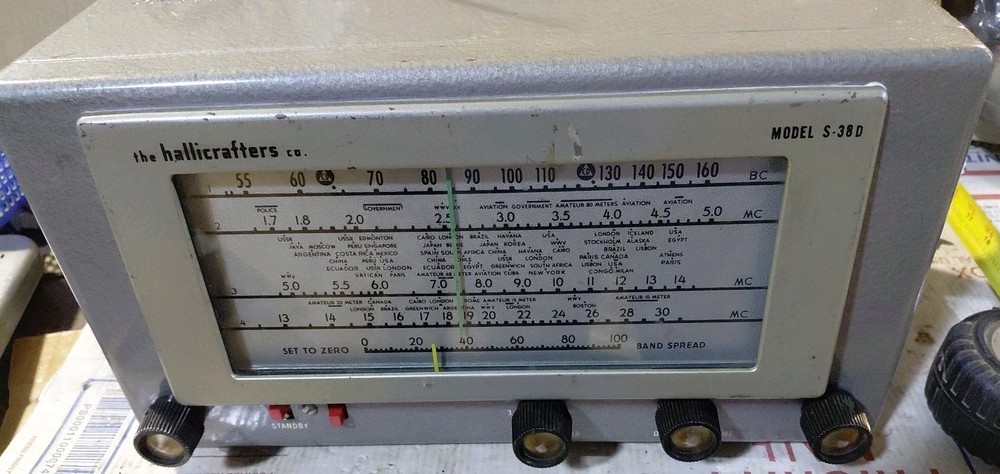 the hallicrafters co.
MODEL S-38D
1 55 60 70 80 90 100 110 130 140 150 160 BC
POLICE GOVERNMENT WWV AVIATION GOVERNMENT AMATEUR 80 METERS AVIATION AVIATION
2 1.7 1.8 2.0 2.5 3.0 3.5 4.0 4.5 5.0 MC
USSR USSR EDMONTON CAIRO LONDON BRAZIL HAVANA USA LONDON ICELAND USA
JAVA MOSCOW PERU SINGAPORE JAPAN KOREA WWV STOCKHOLM ALASKA EGYPT
ARGENTINA COSTA RICA MEXICO SPAIN SOUTH AFRICA CHINA HAVANA CAIRO BRAZIL LISBON
CHINA PERU USA CHINA CHILE USSR LONDON PARIS CANADA ATHENS
ECUADOR USSR LONDON ECUADOR EGYPT GREENWICH SOUTH AFRICA LISBON USA PARIS
WWV VATICAN PARIS AMATEUR 40 METER AVIATION CUBA NEW YORK CONGO MILAN
3 5.0 5.5 6.0 7.0 8.0 9.0 10 11 12 13 14 MC
AMATEUR 20 METER CANADA CAIRO LONDON ROME AMATEUR 15 METER WWV AMATEUR 10 METER
LONDON BRAZIL GREENWICH ARGENTINA WWV LONDON BOSTON
4 13 14 15 16 17 18 19 20 22 24 26 28 30 MC
SET TO ZERO 0 20 40 60 80 100 BAND SPREAD
STANDBY